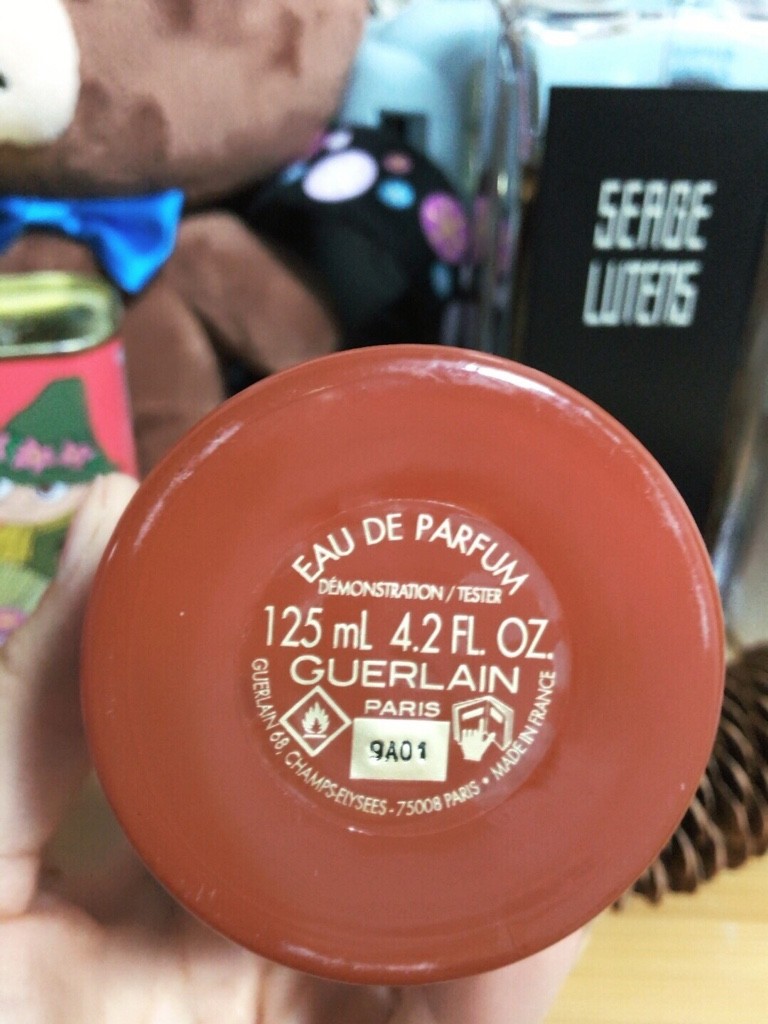 SERGE
LUTENS
EAU DE PARFUM
DÉMONSTRATION / TESTER
125 mL 4.2 FL. OZ.
GUERLAIN
PARIS
9A01
GUERLAIN 68, CHAMPS-ELYSEES - 75008 PARIS • MADE IN FRANCE